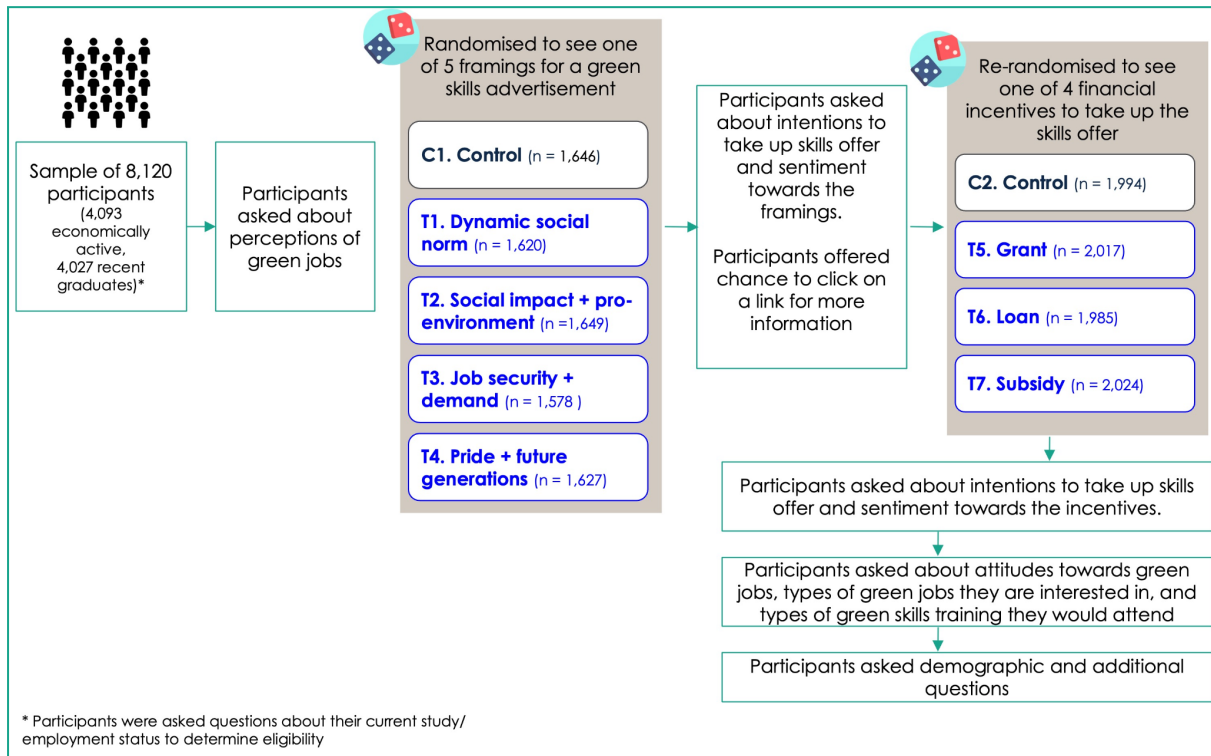 Sample of 8,120
participants
(4,093
economically
active,
4,027 recent
graduates)*
Participants
asked about
perceptions of
green jobs
Randomised to see one
of 5 framings for a green
skills advertisement
C1. Control (n = 1,646)
T1. Dynamic social
norm (n = 1,620)
T2. Social impact + pro-
environment (n =1,649)
T3. Job security +
demand (n = 1,578 )
T4. Pride + future
generations (n = 1,627)
Participants asked
about intentions to
take up skills offer
and sentiment
towards the
framings.
Participants offered
chance to click on
a link for more
information
Re-randomised to see
one of 4 financial
incentives to take up the
skills offer
C2. Control (n = 1,994)
T5. Grant (n = 2,017)
T6. Loan (n = 1,985)
T7. Subsidy (n = 2,024)
Participants asked about intentions to take up skills
offer and sentiment towards the incentives.
Participants asked about attitudes towards green
jobs, types of green jobs they are interested in, and
types of green skills training they would attend
Participants asked demographic and additional
questions
* Participants were asked questions about their current study/
employment status to determine eligibility